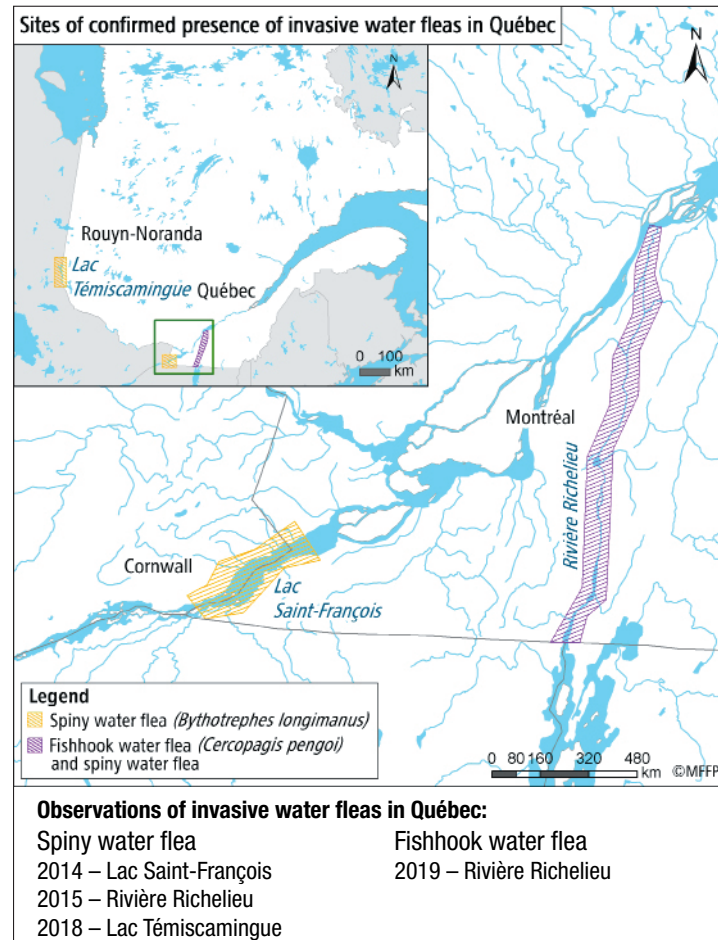 Sites of confirmed presence of invasive water fleas in Québec
N
N
Rouyn-Noranda
Lac
Témiscamingue
Québec
0 100
km
Montréal
Rivière Richelieu
Cornwall
Lac
Saint-François
Legend
Spiny water flea (Bythotrephes longimanus)
Fishhook water flea (Cercopagis pengoi)
and spiny water flea
0 80 160 320 480
km ©MFFP
Observations of invasive water fleas in Québec:
Spiny water flea
2014 – Lac Saint-François
2015 – Rivière Richelieu
2018 – Lac Témiscamingue
Fishhook water flea
2019 – Rivière Richelieu